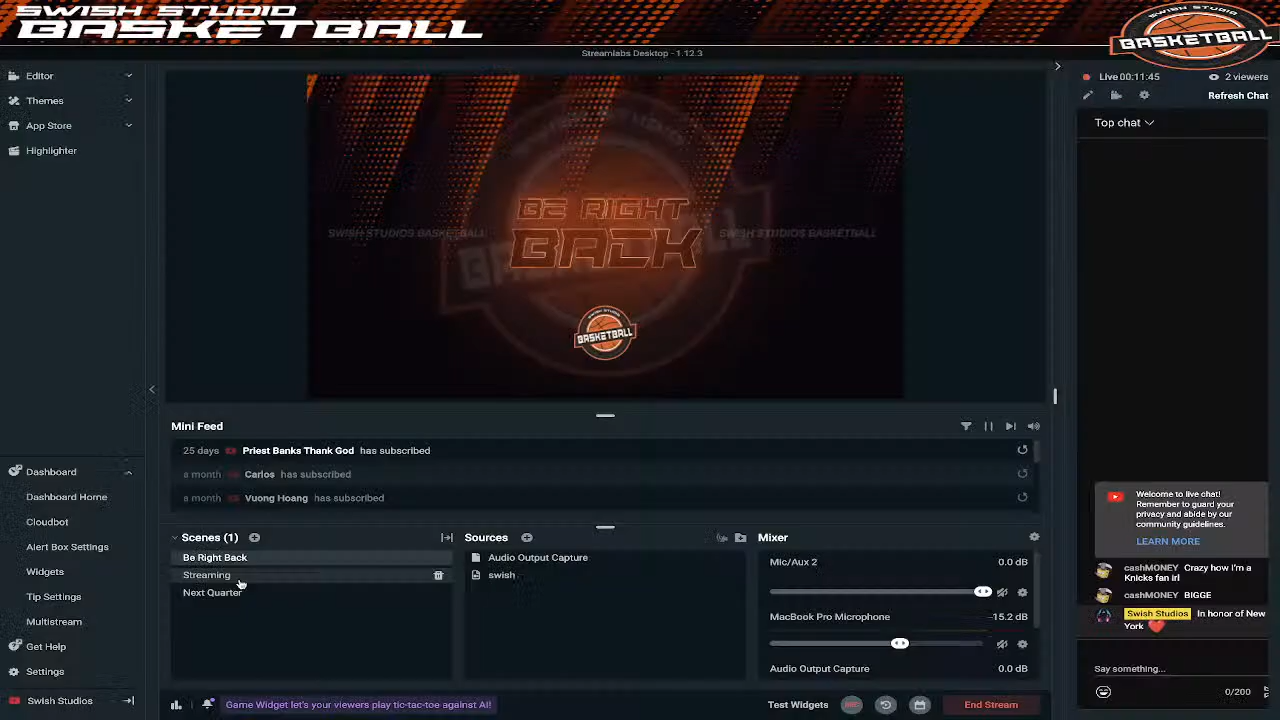 SWISH STUDIO
BASKETBALL
SWISH STUDIO
BASKETBALL
Streamlabs Desktop - 1.12.3
Editor
Themes
App Store
Highlighter
Live 00:11:45
2 viewers
Refresh Chat
Top chat
BE RIGHT
BACK
SWISH STUDIOS BASKETBALL
SWISH STUDIOS BASKETBALL
SWISH STUDIO
BASKETBALL
Mini Feed
25 days Priest Banks Thank God has subscribed
a month Carlos has subscribed
a month Vuong Hoang has subscribed
Dashboard
Dashboard Home
Cloudbot
Alert Box Settings
Widgets
Tip Settings
Multistream
Get Help
Settings
Swish Studios
Scenes (1)
Be Right Back
Streaming
Next Quarter
Sources
Audio Output Capture
swish
Mixer
Mic/Aux 2 0.0 dB
MacBook Pro Microphone -15.2 dB
Audio Output Capture 0.0 dB
Welcome to live chat!
Remember to guard your
privacy and abide by our
community guidelines.
LEARN MORE
cashMONEY Crazy how I'm a
Knicks fan irl
cashMONEY BIGGE
Swish Studios In honor of New
York
Say something...
0/200
Game Widget let's your viewers play tic-tac-toe against AI!
Test Widgets
REC
End Stream